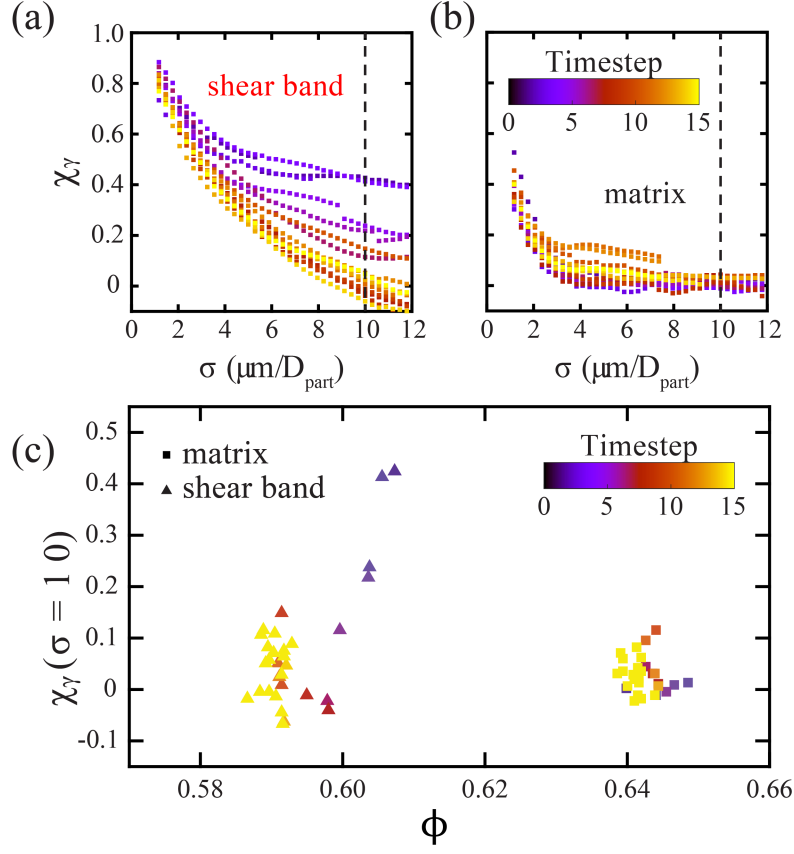 (a)
(b)
1.0
0.8
0.6
0.4
0.2
0
χγ
shear band
Timestep
0 5 10 15
matrix
0 2 4 6 8 10 12
0 2 4 6 8 10 12
σ (μm/Dpart)
σ (μm/Dpart)
(c)
0.5
0.4
0.3
0.2
0.1
0
-0.1
χγ (σ = 1 0)
matrix
shear band
Timestep
0 5 10 15
0.58 0.60 0.62 0.64 0.66
ϕ